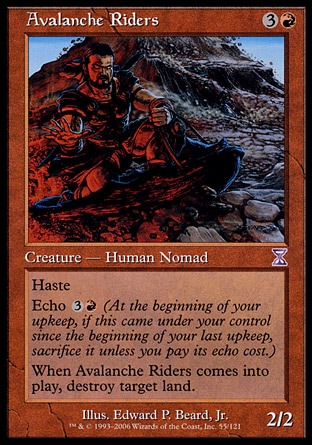 Avalanche Riders 3
Creature — Human Nomad
Haste
Echo 3 (At the beginning of your
upkeep, if this came under your control
since the beginning of your last upkeep,
sacrifice it unless you pay its echo cost.)
When Avalanche Riders comes into
play, destroy target land.
Illus. Edward P. Beard, Jr.
2/2
™ & © 1993-2006 Wizards of the Coast, Inc. 55/121